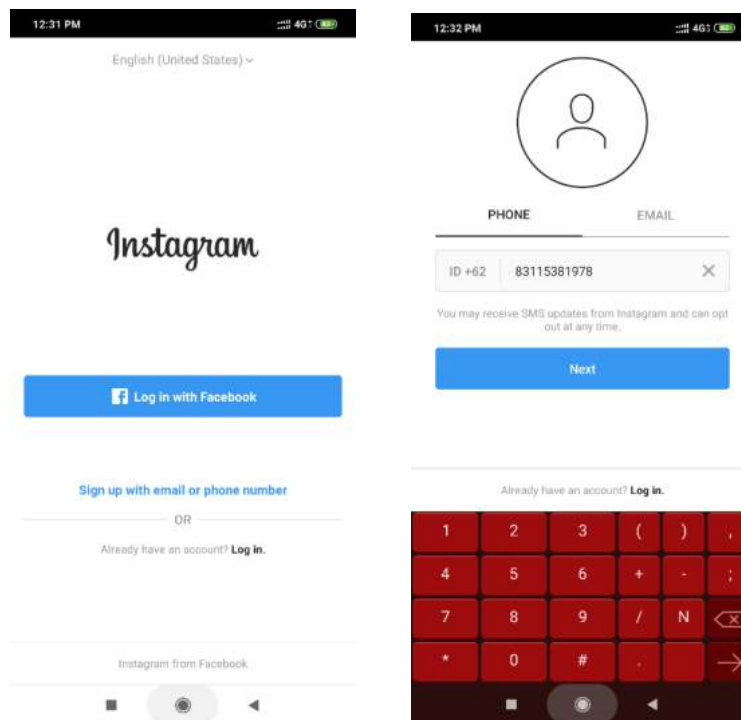 12:31 PM
4G
English (United States)
Instagram
Log in with Facebook
Sign up with email or phone number
OR
Already have an account? Log in.
Instagram from Facebook
12:32 PM
4G
PHONE
EMAIL
ID +62
83115381978
You may receive SMS updates from Instagram and can opt
out at any time.
Next
Already have an account? Log in.
1 2 3 ( ) ,
4 5 6 + - ;
7 8 9 / N
* 0 # .